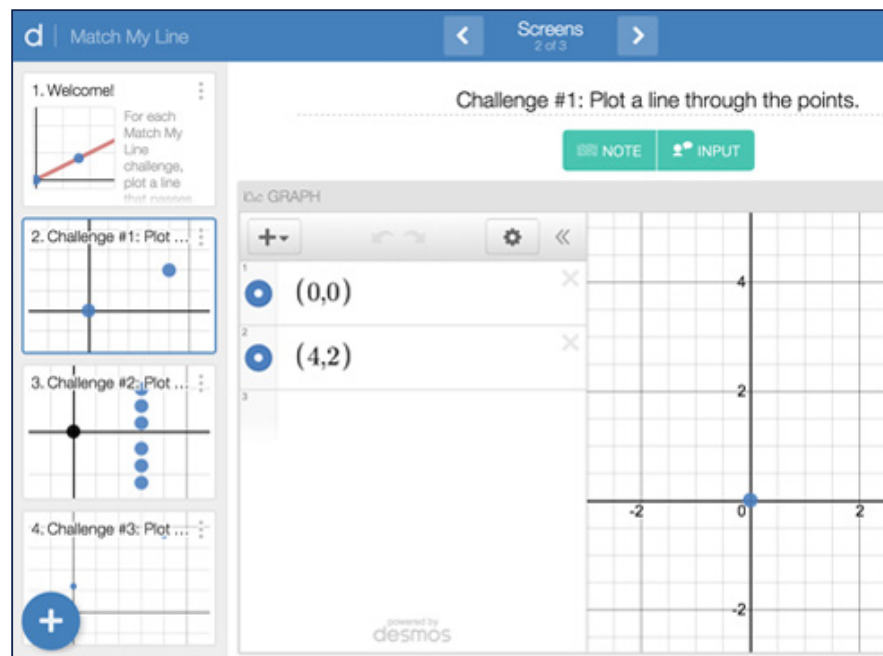 d | Match My Line
Screens
2 of 3
1. Welcome!
For each
Match My
Line
challenge,
plot a line
that passes
2. Challenge #1: Plot ...
3. Challenge #2: Plot ...
4. Challenge #3: Plot ...
+
Challenge #1: Plot a line through the points.
NOTE
INPUT
GRAPH
+
1
(0,0)
2
(4,2)
3
powered by
desmos
4
2
-2
0
2
-2